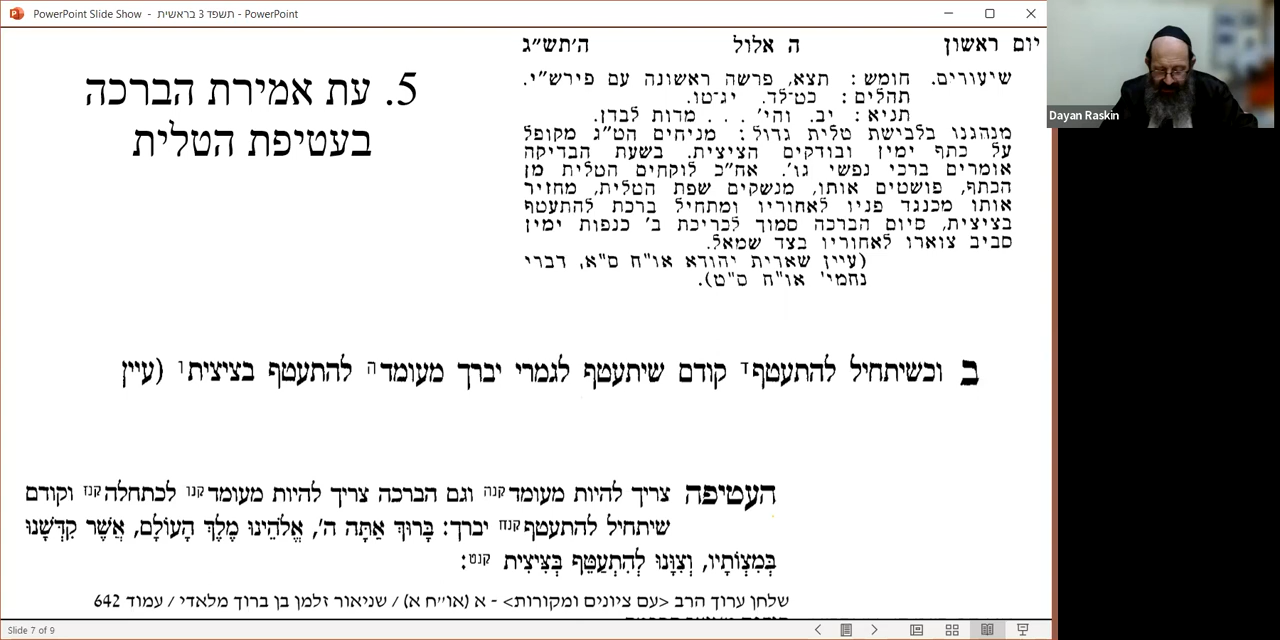 PowerPoint Slide Show - תשפד 3 בראשית - PowerPoint
יום ראשון ה אלול ה'תש"ג
שיעורים. חומש: תצא, פרשה ראשונה עם פירש"י.
תהלים: כט-לד. יג-טו.
תניא: יב. והי' . . . מדות לבדן.
מנהגנו בלבישת טלית גדול: מניחים הט"ג מקופל
על כתף ימין ובודקים הציצית. בשעת הבדיקה
אומרים ברכי נפשי גו'. אח"כ לוקחים הטלית מן
הכתף, פושטים אותו, מנשקים שפת הטלית, מחזיר
אותו מכנגד פניו לאחוריו ומתחיל ברכת להתעטף
בציצית, סיום הברכה סמוך לכריכת ב' כנפות ימין
סביב צוארו לאחוריו בצד שמאל.
(עיין שארית יהודא או"ח ס"א, דברי
נחמי' או"ח ס"ט).
5. עת אמירת הברכה
בעטיפת הטלית
Dayan Raskin
ב וכשיתחיל להתעטף ד קודם שיתעטף לגמרי יברך מעומד ה להתעטף בציצית ו (עיין
העטיפה צריך להיות מעומד קנה וגם הברכה צריך להיות מעומד קנו לכתחלה קנז וקודם
שיתחיל להתעטף קנח יברך: בָּרוּךְ אַתָּה ה', אֱלֹהֵינוּ מֶלֶךְ הָעוֹלָם, אֲשֶׁר קִדְּשָׁנוּ
בְּמִצְוֹתָיו, וְצִוָּנוּ לְהִתְעַטֵּף בְּצִיצִית קנט:
שלחן ערוך הרב <עם ציונים ומקורות> - א (או"ח א) / שניאור זלמן בן ברוך מלאדי / עמוד 642
Slide 7 of 9